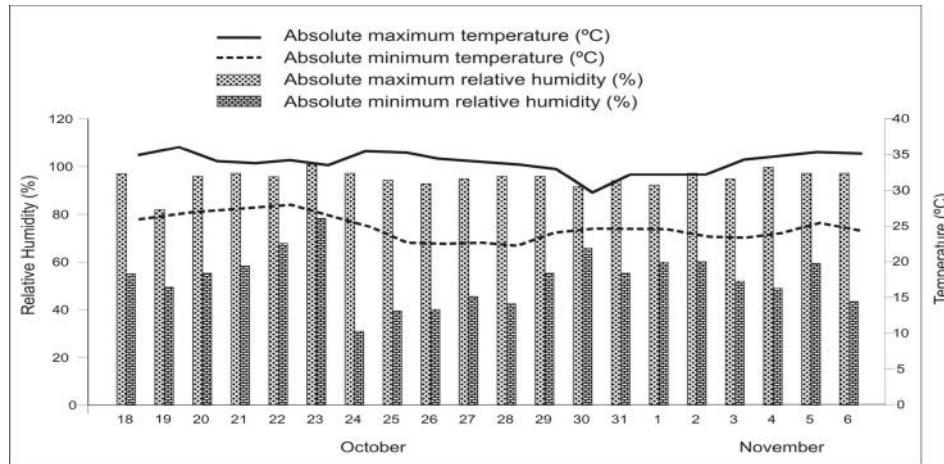 Absolute maximum temperature (ºC)
Absolute minimum temperature (ºC)
Absolute maximum relative humidity (%)
Absolute minimum relative humidity (%)
120
100
80
60
40
20
0
Relative Humidity (%)
40
35
30
25
20
15
10
5
0
Temperature (ºC)
18 19 20 21 22 23 24 25 26 27 28 29 30 31 1 2 3 4 5 6
October November